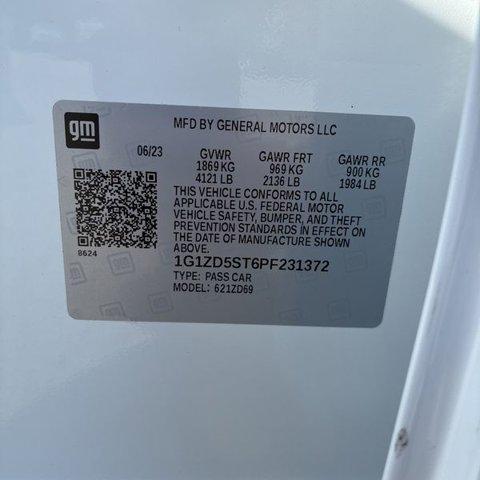 gm
MFD BY GENERAL MOTORS LLC
06/23 GVWR GAWR FRT GAWR RR
1869 KG 969 KG 900 KG
4121 LB 2136 LB 1984 LB
THIS VEHICLE CONFORMS TO ALL
APPLICABLE U.S. FEDERAL MOTOR
VEHICLE SAFETY, BUMPER, AND THEFT
PREVENTION STANDARDS IN EFFECT ON
THE DATE OF MANUFACTURE SHOWN
ABOVE.
8624
1G1ZD5ST6PF231372
TYPE: PASS CAR
MODEL: 621ZD69